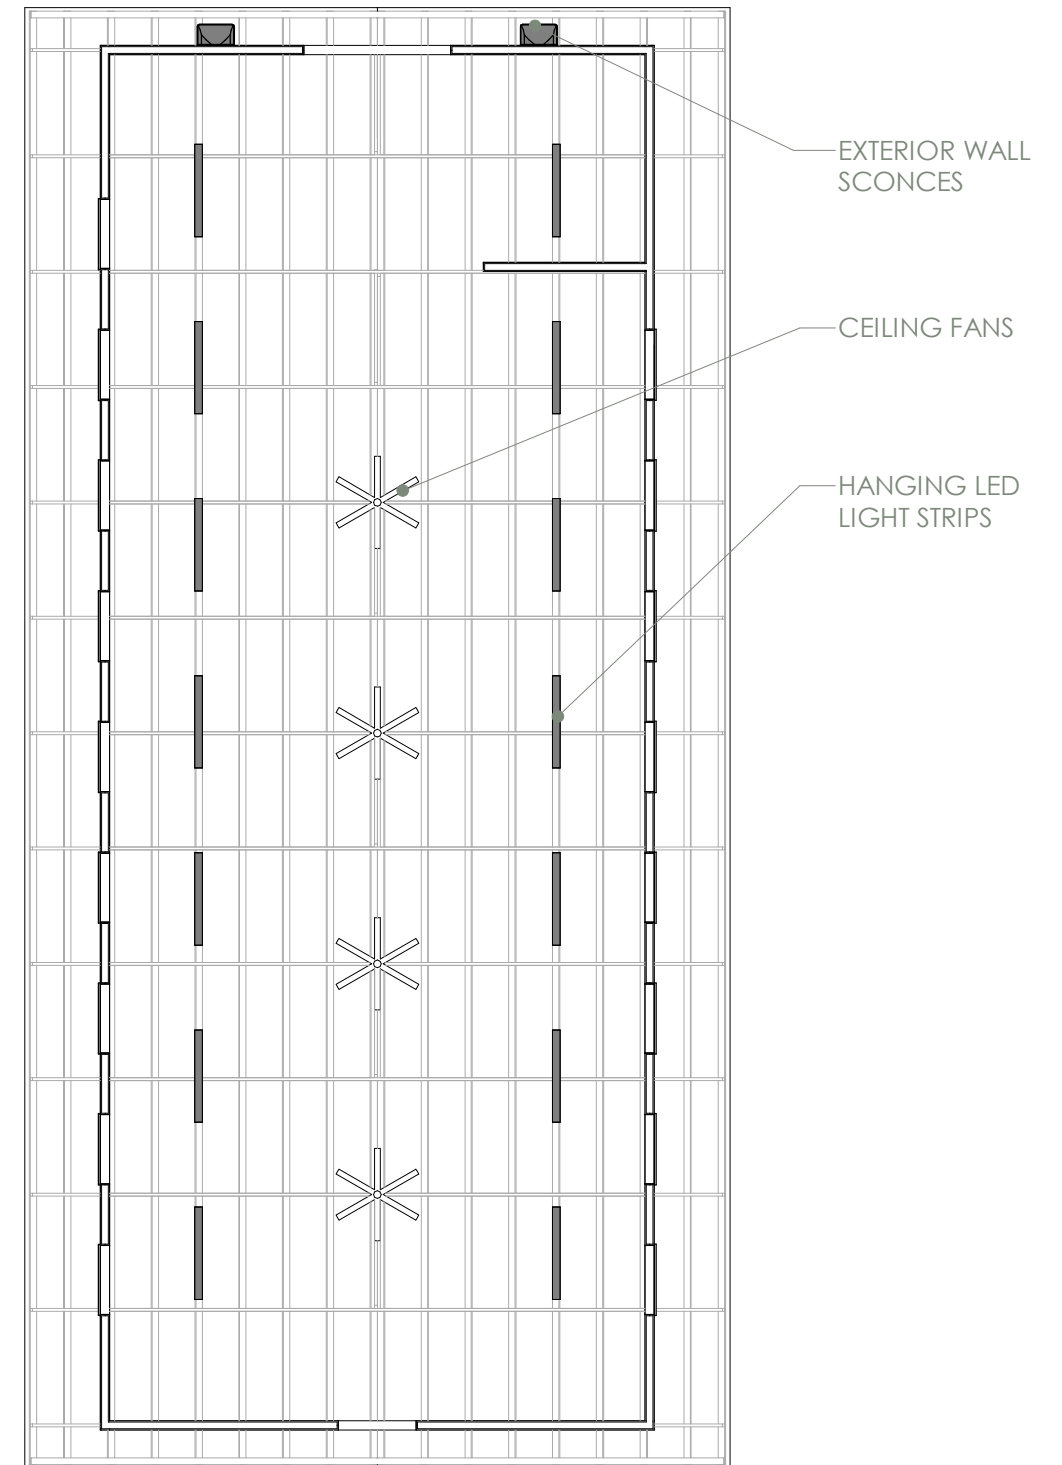 EXTERIOR WALL
SCONCES
CEILING FANS
HANGING LED
LIGHT STRIPS